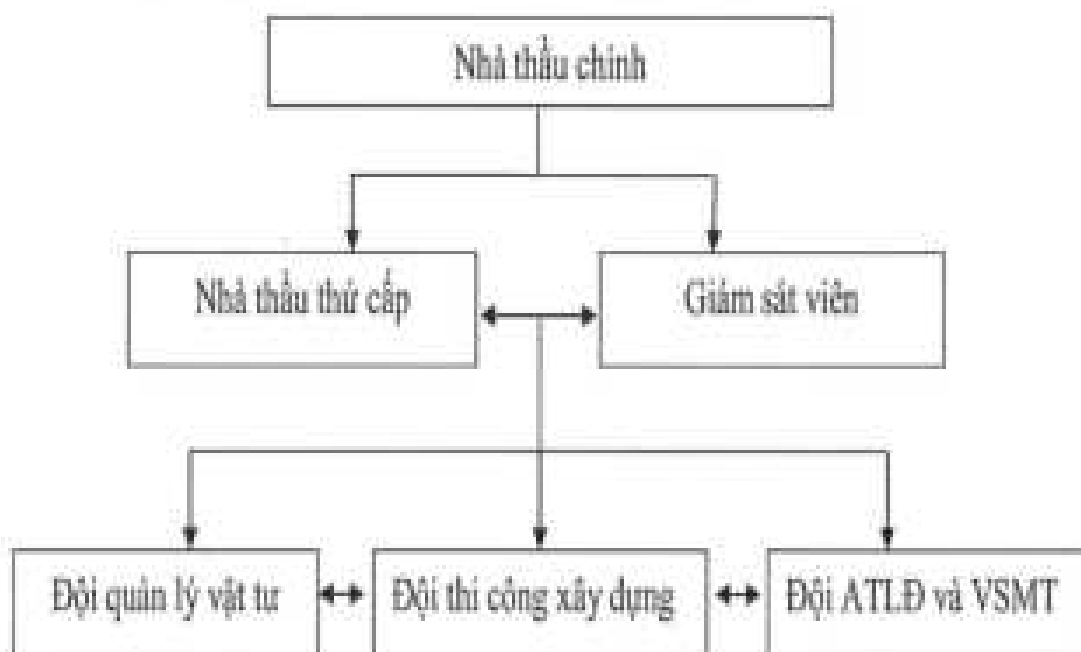 Nhà thầu chính
Nhà thầu thứ cấp
Giám sát viên
Đội quản lý vật tư
Đội thi công xây dựng
Đội ATLĐ và VSMT